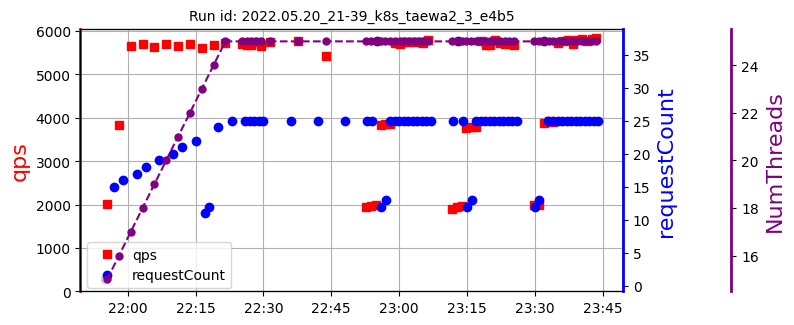 Run id: 2022.05.20_21-39_k8s_taewa2_3_e4b5
qps
6000
5000
4000
3000
2000
1000
0
qps
requestCount
22:00 22:15 22:30 22:45 23:00 23:15 23:30 23:45
35
30
25
20
15
10
5
0
requestCount
24
22
20
18
16
NumThreads